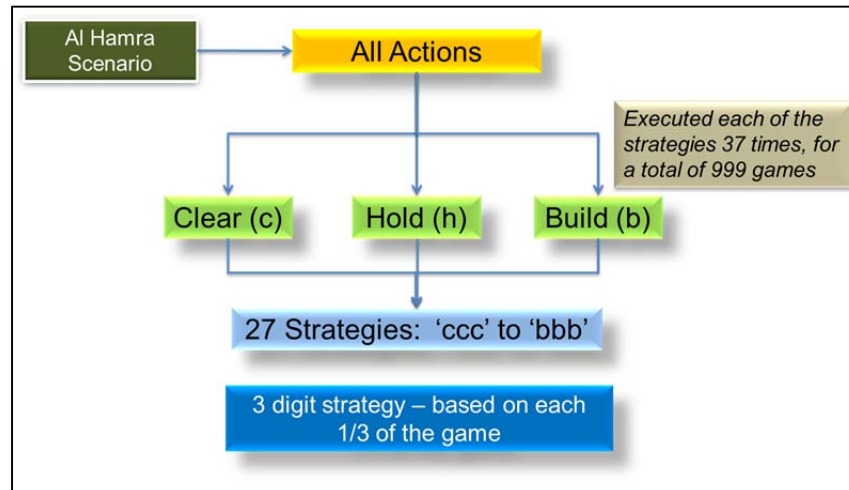 Al Hamra
Scenario
All Actions
Executed each of the
strategies 37 times, for
a total of 999 games
Clear (c)
Hold (h)
Build (b)
27 Strategies: ‘ccc’ to ‘bbb’
3 digit strategy – based on each
1/3 of the game